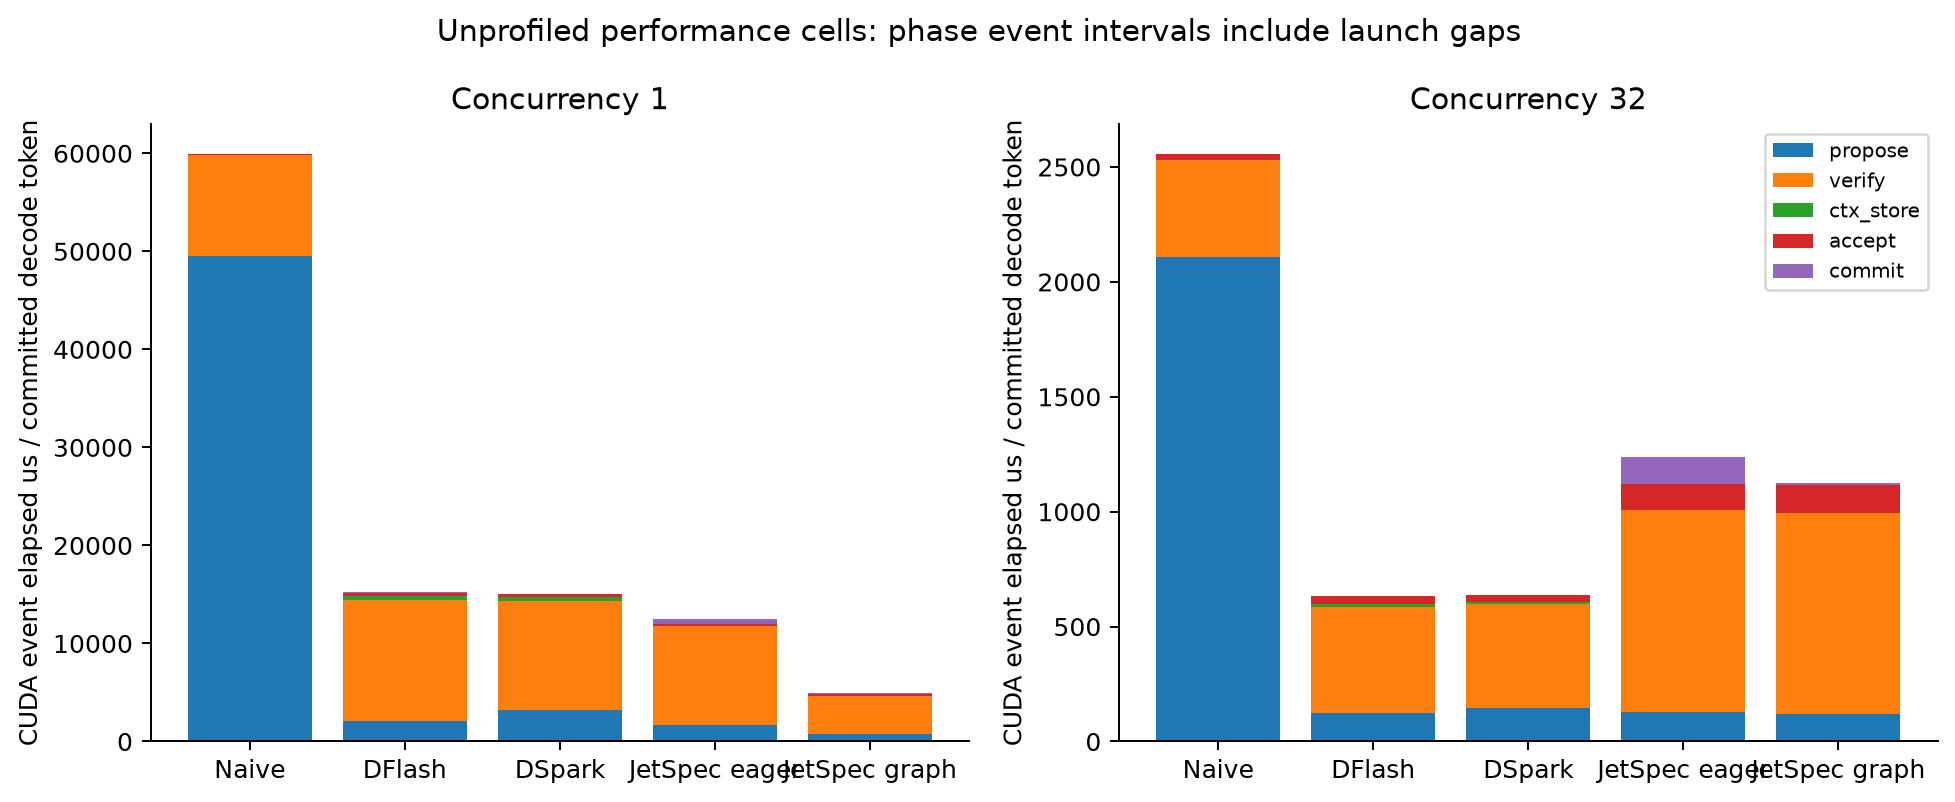 Unprofiled performance cells: phase event intervals include launch gaps
Concurrency 1
CUDA event elapsed us / committed decode token
60000
50000
40000
30000
20000
10000
0
Naive
DFlash
DSpark
JetSpec eager
JetSpec graph
Concurrency 32
CUDA event elapsed us / committed decode token
2500
2000
1500
1000
500
0
propose
verify
ctx_store
accept
commit
Naive
DFlash
DSpark
JetSpec eager
JetSpec graph